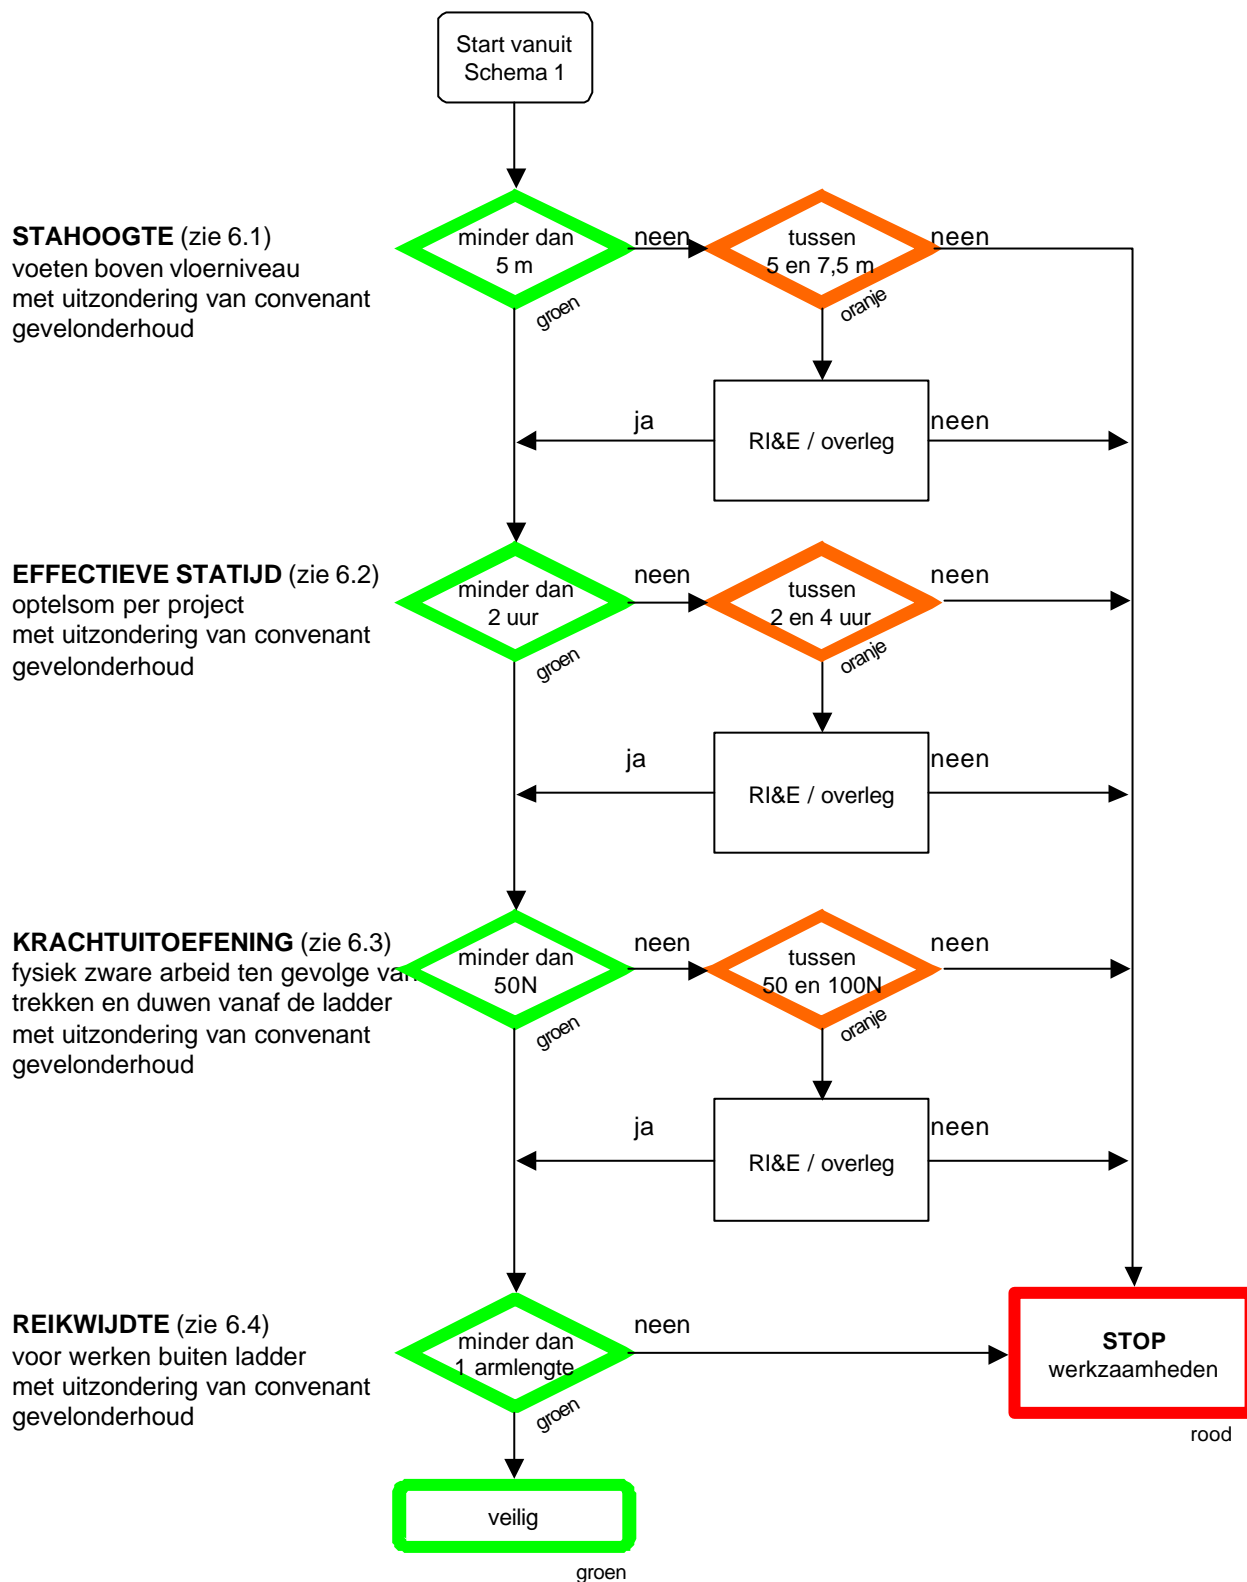 Start vanuit
Schema 1
STAHOOGTE (zie 6.1)
voeten boven vloerniveau
met uitzondering van convenant
gevelonderhoud
minder dan
5 m
groen
neen
tussen
5 en 7,5 m
oranje
neen
ja
RI&E / overleg
neen
EFFECTIEVE STATIJD (zie 6.2)
optelsom per project
met uitzondering van convenant
gevelonderhoud
minder dan
2 uur
groen
neen
tussen
2 en 4 uur
oranje
neen
ja
RI&E / overleg
neen
KRACHTUITOEFENING (zie 6.3)
fysiek zware arbeid ten gevolge van
trekken en duwen vanaf de ladder
met uitzondering van convenant
gevelonderhoud
minder dan
50N
groen
neen
tussen
50 en 100N
oranje
neen
ja
RI&E / overleg
neen
REIKWIJDTE (zie 6.4)
voor werken buiten ladder
met uitzondering van convenant
gevelonderhoud
minder dan
1 armlengte
groen
neen
STOP
werkzaamheden
rood
veilig
groen